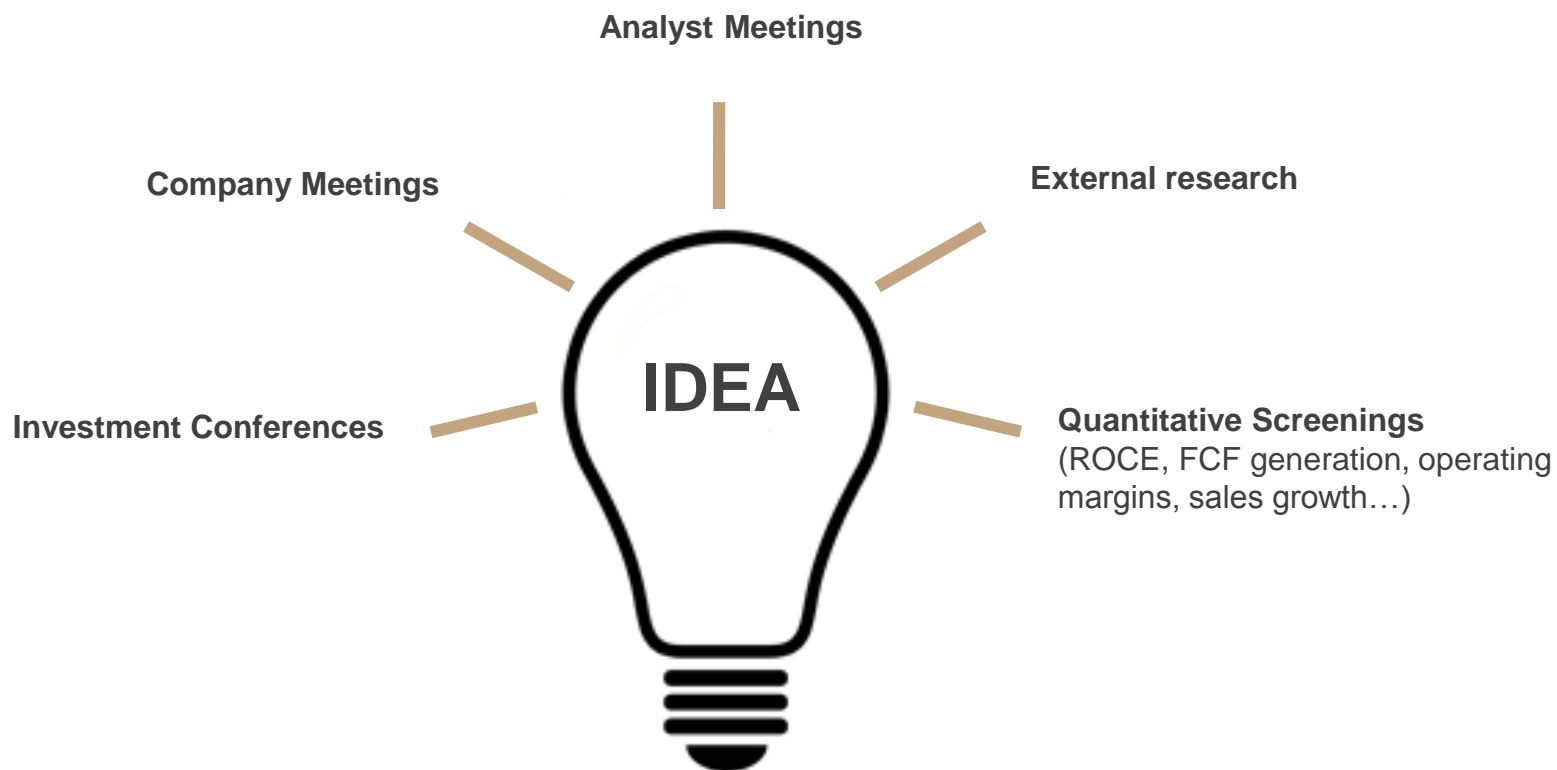 Analyst Meetings
Company Meetings
External research
IDEA
Investment Conferences
Quantitative Screenings
(ROCE, FCF generation, operating
margins, sales growth…)